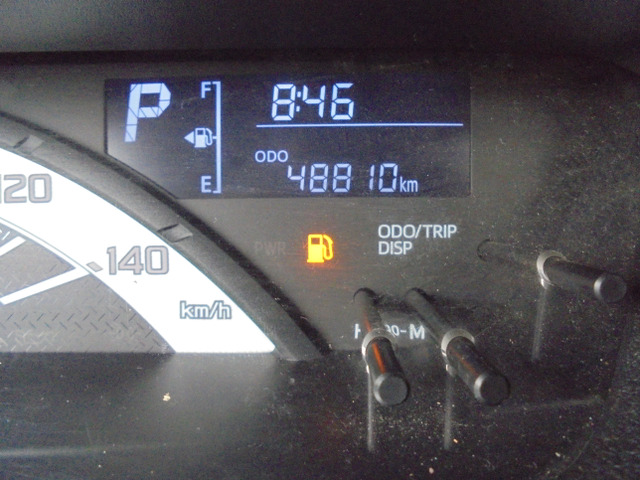 P
F
8:46
ODO
48810km
E
120
140
km/h
PWR
ODO/TRIP
DISP
-M